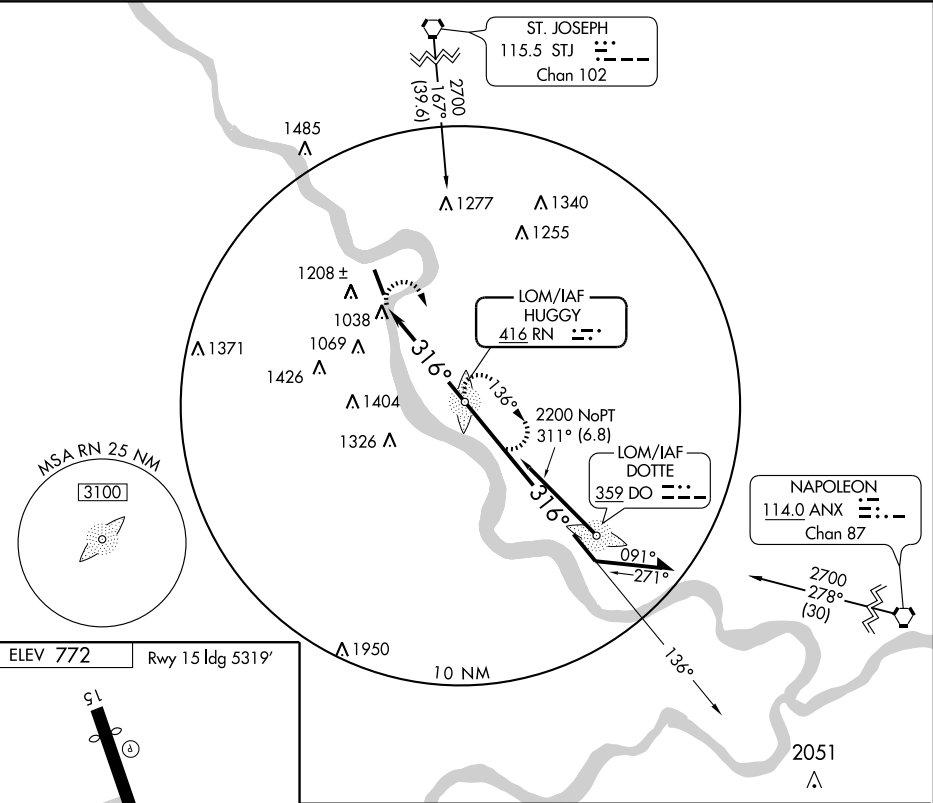 ST. JOSEPH
115.5 STJ
Chan 102
2700
167°
(39.6)
1485
1277
1340
1255
1208 ±
1038
LOM/IAF
HUGGY
416 RN
1069
1371
1426
316°
136°
1404
2200 NoPT
311° (6.8)
1326
LOM/IAF
DOTTE
359 DO
MSA RN 25 NM
3100
316°
NAPOLEON
114.0 ANX
Chan 87
091°
271°
2700
278°
(30)
1950
136°
10 NM
ELEV 772
Rwy 15 ldg 5319'
15
P
2051